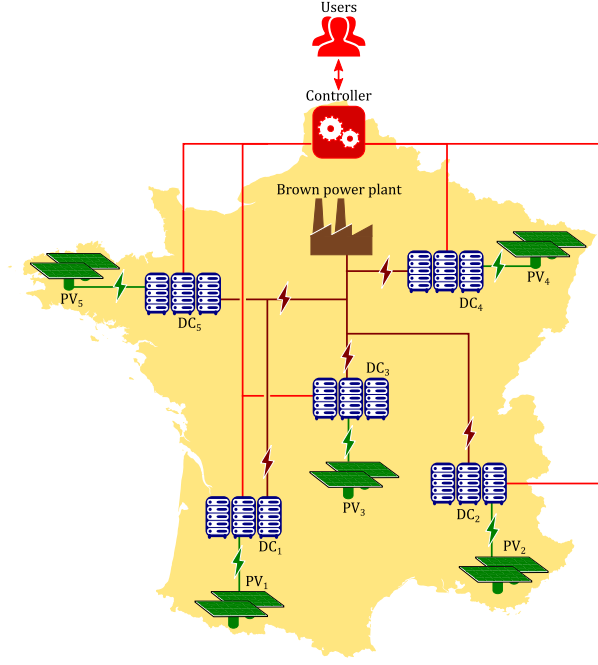 Users
Controller
Brown power plant
PV₄
PV₅
DC₄
DC₅
DC₃
PV₃
DC₂
DC₁
PV₂
PV₁